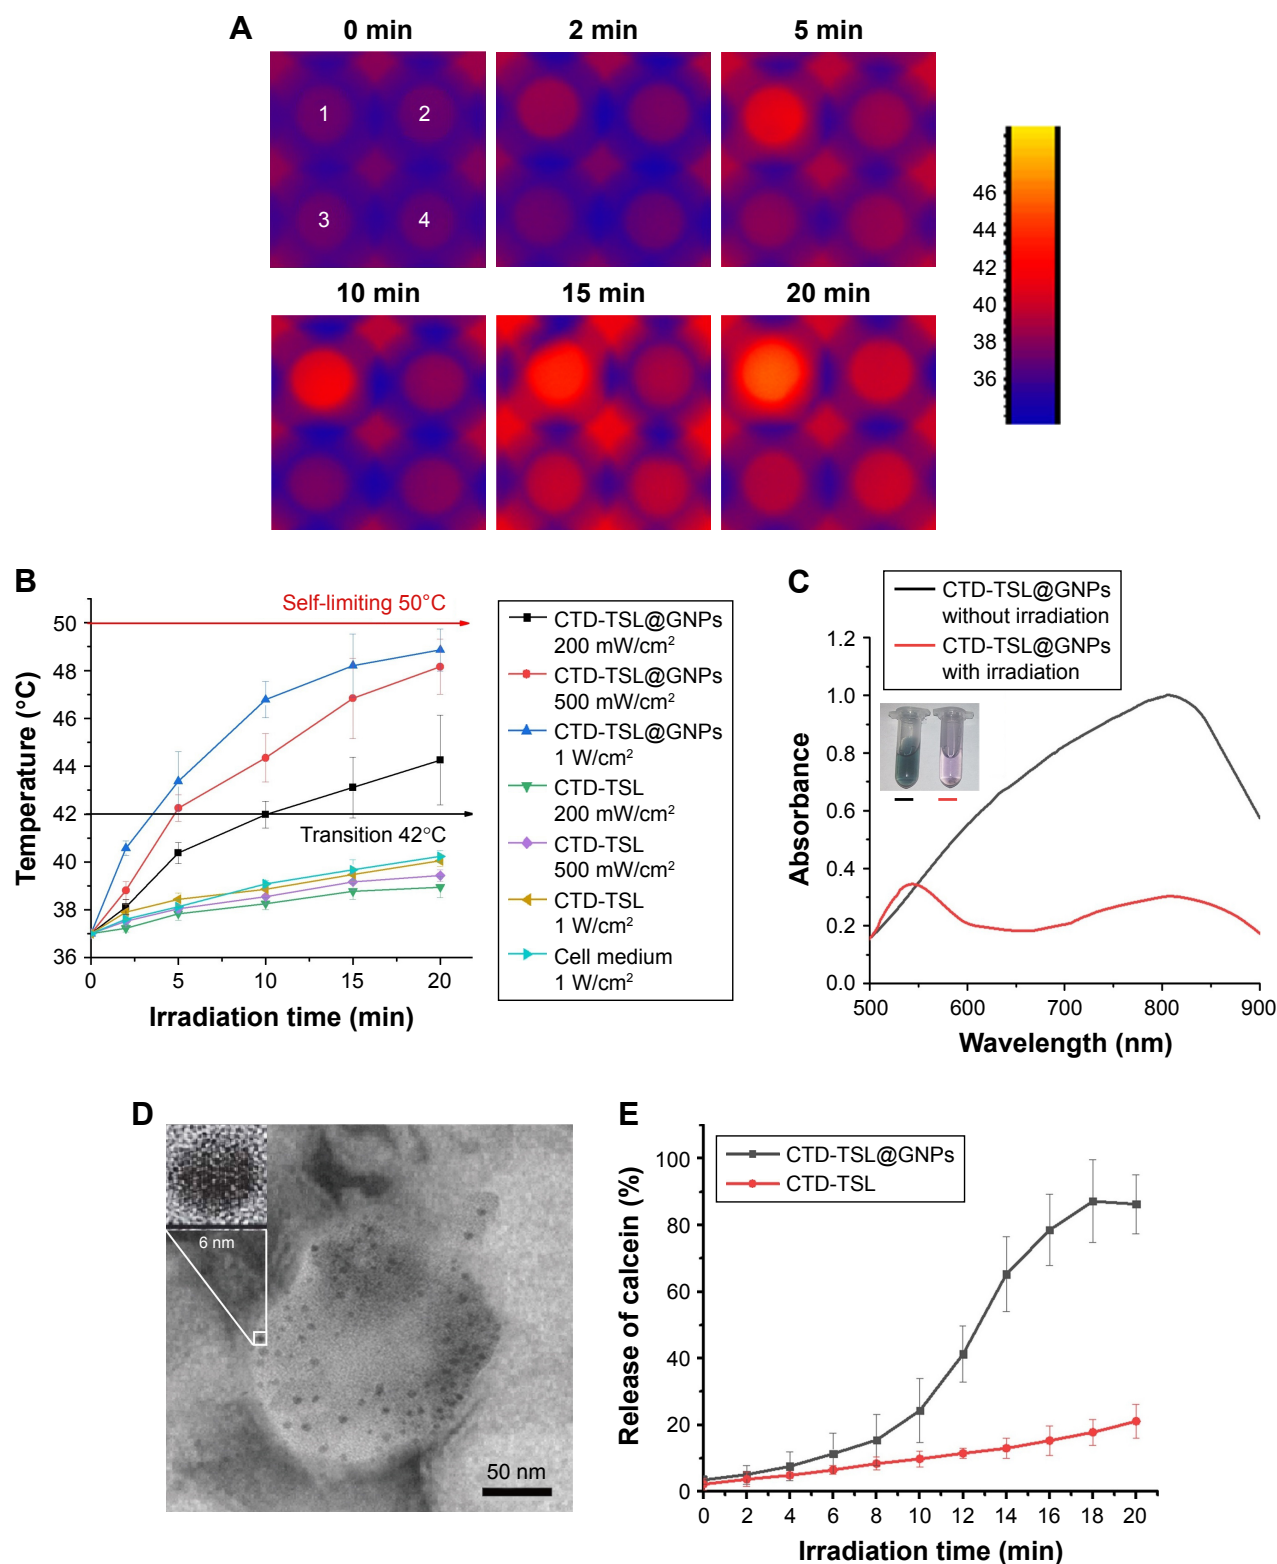 A
0 min
2 min
5 min
1
2
3
4
10 min
15 min
20 min
46
44
42
40
38
36
B
Self-limiting 50°C
Transition 42°C
50
48
46
44
42
40
38
36
Temperature (°C)
0
5
10
15
20
Irradiation time (min)
CTD-TSL@GNPs
200 mW/cm²
CTD-TSL@GNPs
500 mW/cm²
CTD-TSL@GNPs
1 W/cm²
CTD-TSL
200 mW/cm²
CTD-TSL
500 mW/cm²
CTD-TSL
1 W/cm²
Cell medium
1 W/cm²
C
CTD-TSL@GNPs
without irradiation
CTD-TSL@GNPs
with irradiation
1.2
1.0
0.8
0.6
0.4
0.2
0.0
Absorbance
500
600
700
800
900
Wavelength (nm)
D
6 nm
50 nm
E
CTD-TSL@GNPs
CTD-TSL
100
80
60
40
20
0
Release of calcein (%)
0
2
4
6
8
10
12
14
16
18
20
Irradiation time (min)